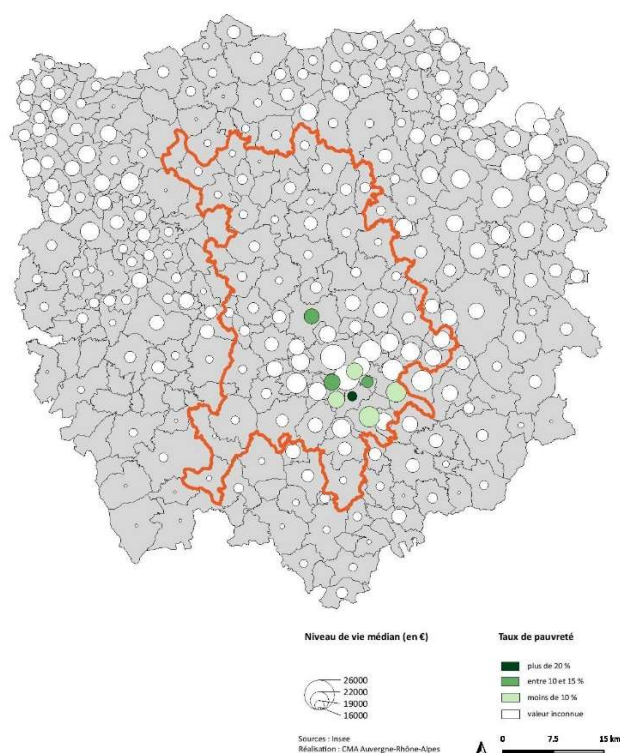 Niveau de vie médian (en €)
26000
22000
19000
16000
Sources : Insee
Réalisation : CMA Auvergne-Rhône-Alpes
Taux de pauvreté
plus de 20 %
entre 10 et 15 %
moins de 10 %
valeur inconnue
0 7.5 15 km